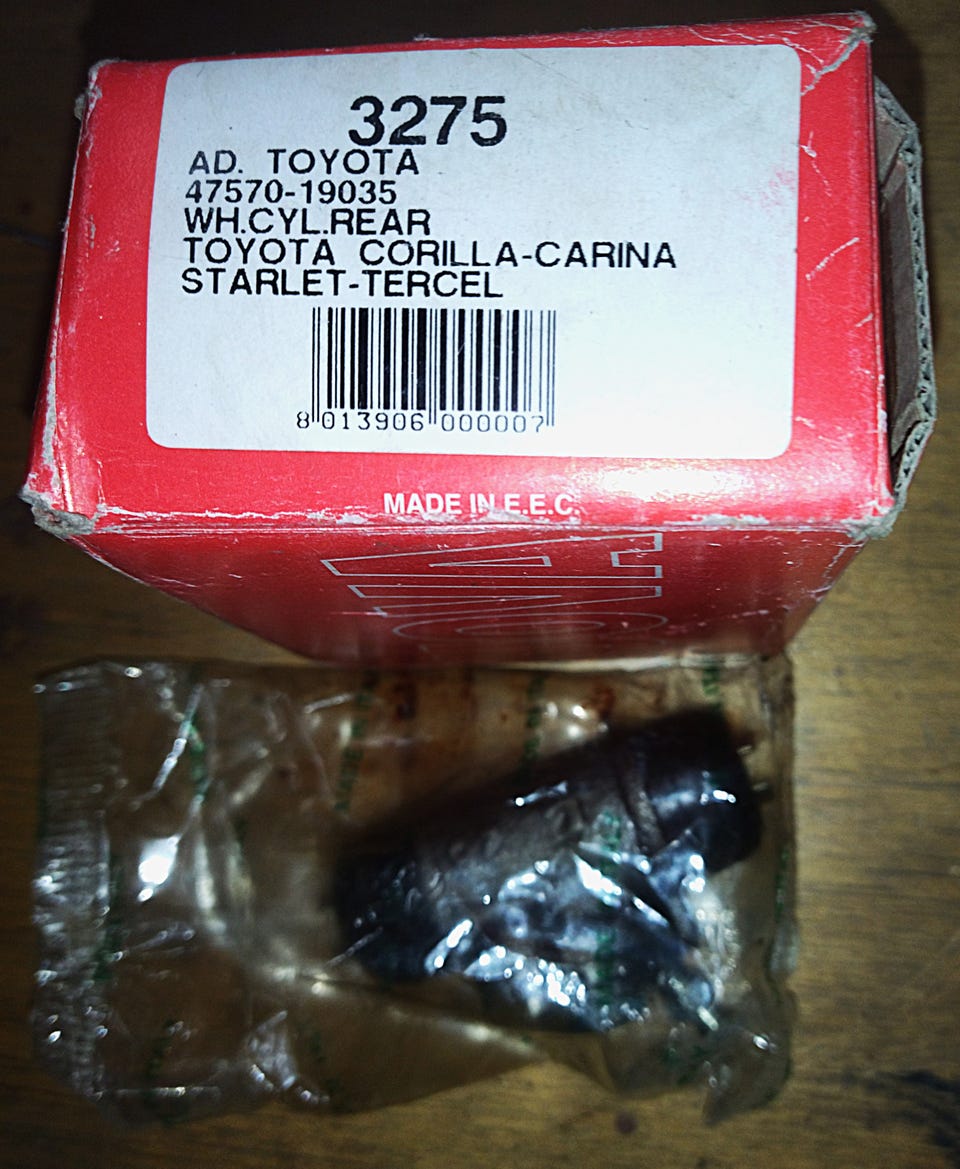 3275
AD. TOYOTA
47570-19035
WH.CYL.REAR
TOYOTA CORILLA-CARINA
STARLET-TERCEL
8 013906 000007
MADE IN E.E.C.